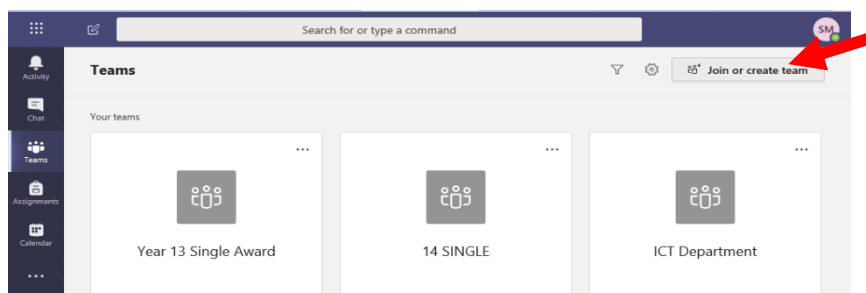 Search for or type a command
SM
Activity
Teams
Join or create team
Chat
Your teams
Teams
Assignments
Calendar
Year 13 Single Award
14 SINGLE
ICT Department